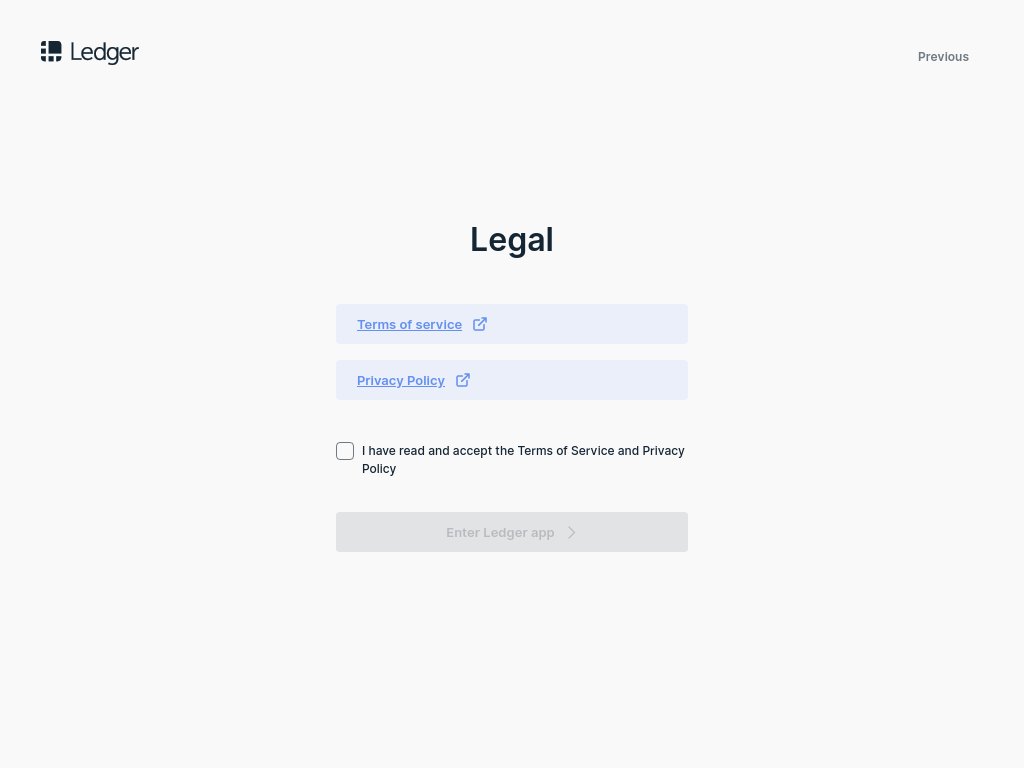 Ledger
Previous
Legal
Terms of service
Privacy Policy
I have read and accept the Terms of Service and Privacy
Policy
Enter Ledger app